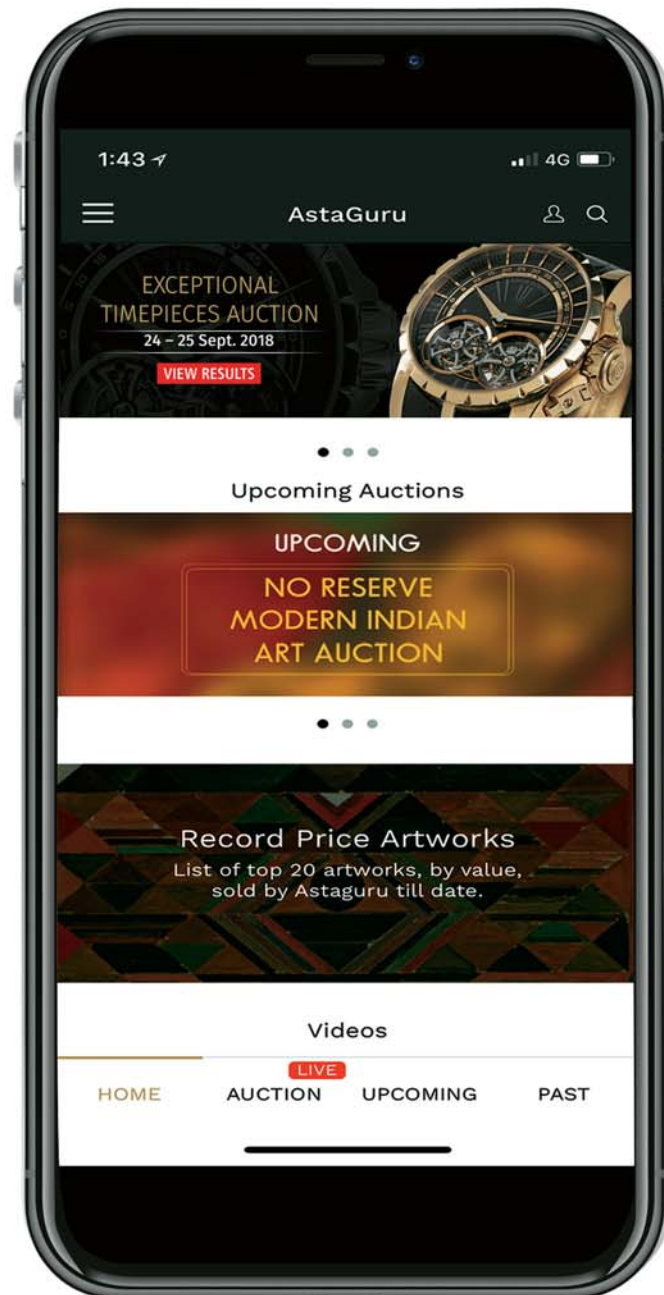 1:43
4G
AstaGuru
EXCEPTIONAL
TIMEPIECES AUCTION
24 – 25 Sept. 2018
VIEW RESULTS
Upcoming Auctions
UPCOMING
NO RESERVE
MODERN INDIAN
ART AUCTION
Record Price Artworks
List of top 20 artworks, by value,
sold by Astaguru till date.
Videos
LIVE
HOME AUCTION UPCOMING PAST